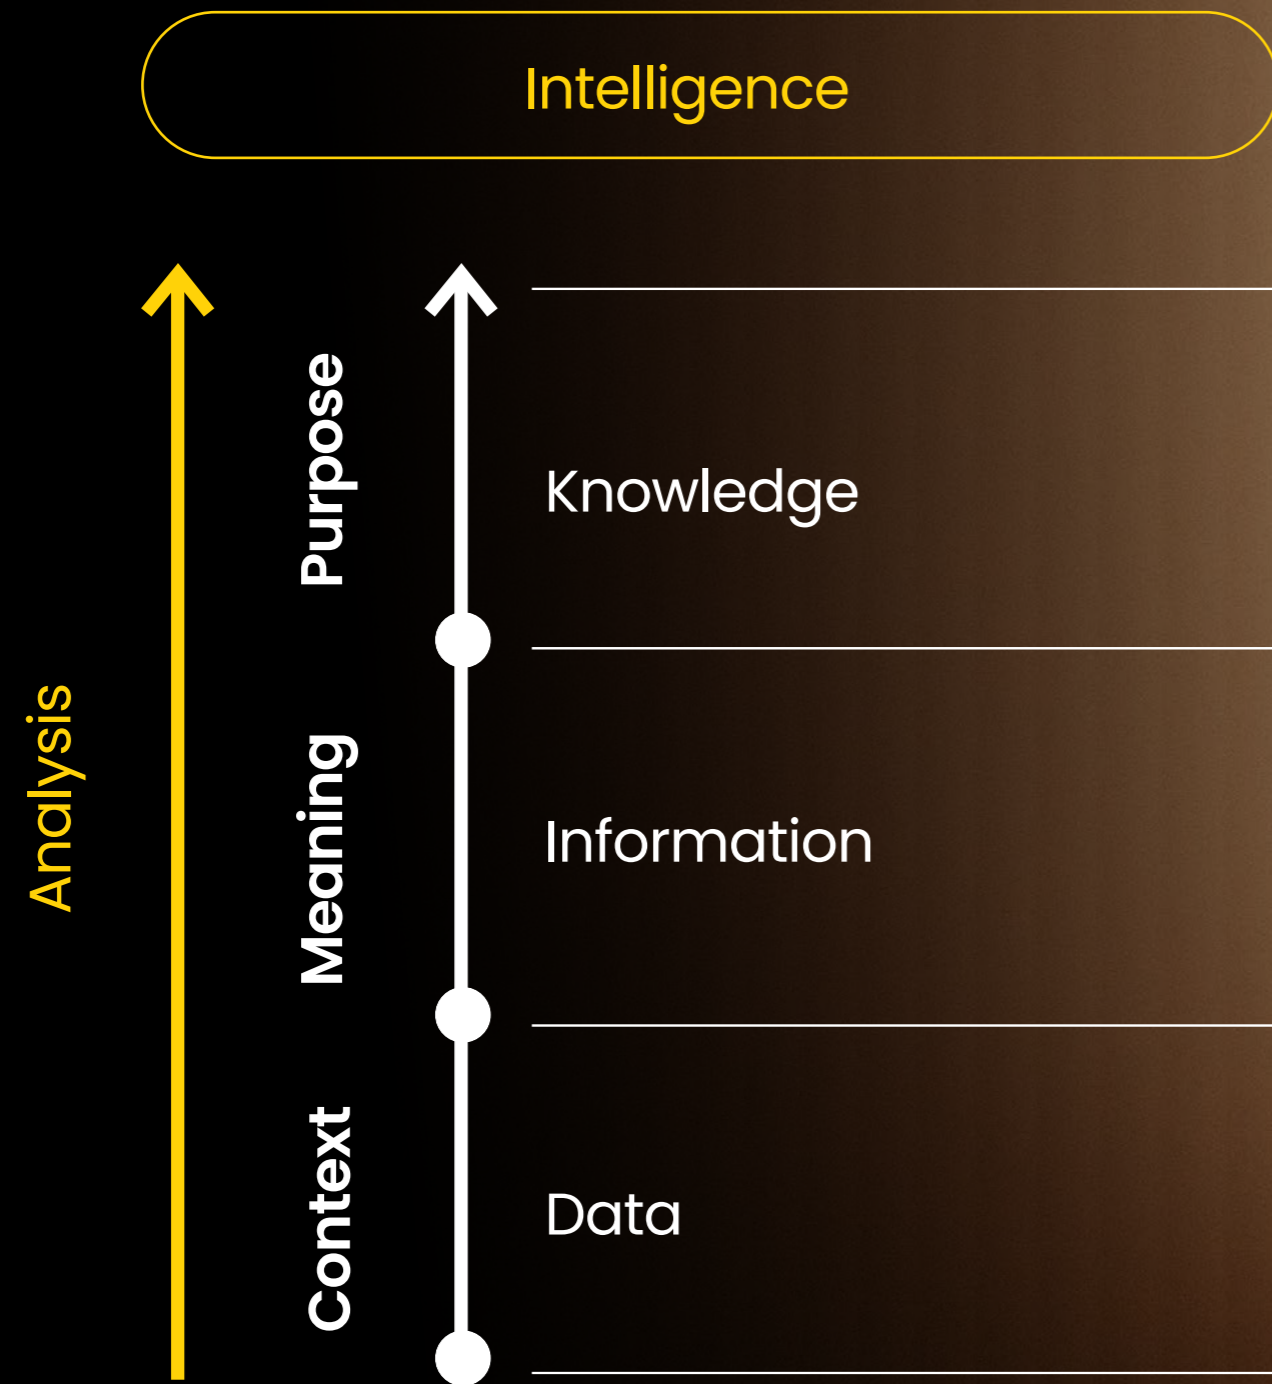 Intelligence
Analysis
Purpose
Knowledge
Meaning
Information
Context
Data